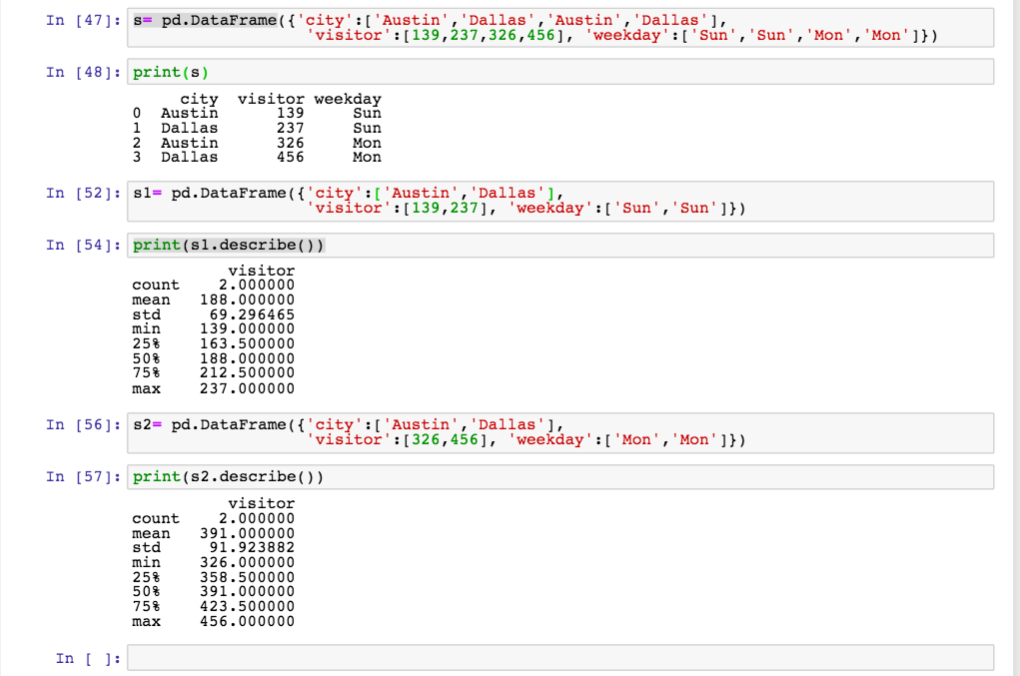 In [47]: s= pd.DataFrame({'city':['Austin','Dallas','Austin','Dallas'],
'visitor':[139,237,326,456], 'weekday':['Sun','Sun','Mon','Mon']})
In [48]: print(s)
city visitor weekday
0 Austin 139 Sun
1 Dallas 237 Sun
2 Austin 326 Mon
3 Dallas 456 Mon
In [52]: s1= pd.DataFrame({'city':['Austin','Dallas'],
'visitor':[139,237], 'weekday':['Sun','Sun']})
In [54]: print(s1.describe())
visitor
count 2.000000
mean 188.000000
std 69.296465
min 139.000000
25% 163.500000
50% 188.000000
75% 212.500000
max 237.000000
In [56]: s2= pd.DataFrame({'city':['Austin','Dallas'],
'visitor':[326,456], 'weekday':['Mon','Mon']})
In [57]: print(s2.describe())
visitor
count 2.000000
mean 391.000000
std 91.923882
min 326.000000
25% 358.500000
50% 391.000000
75% 423.500000
max 456.000000
In [ ]: